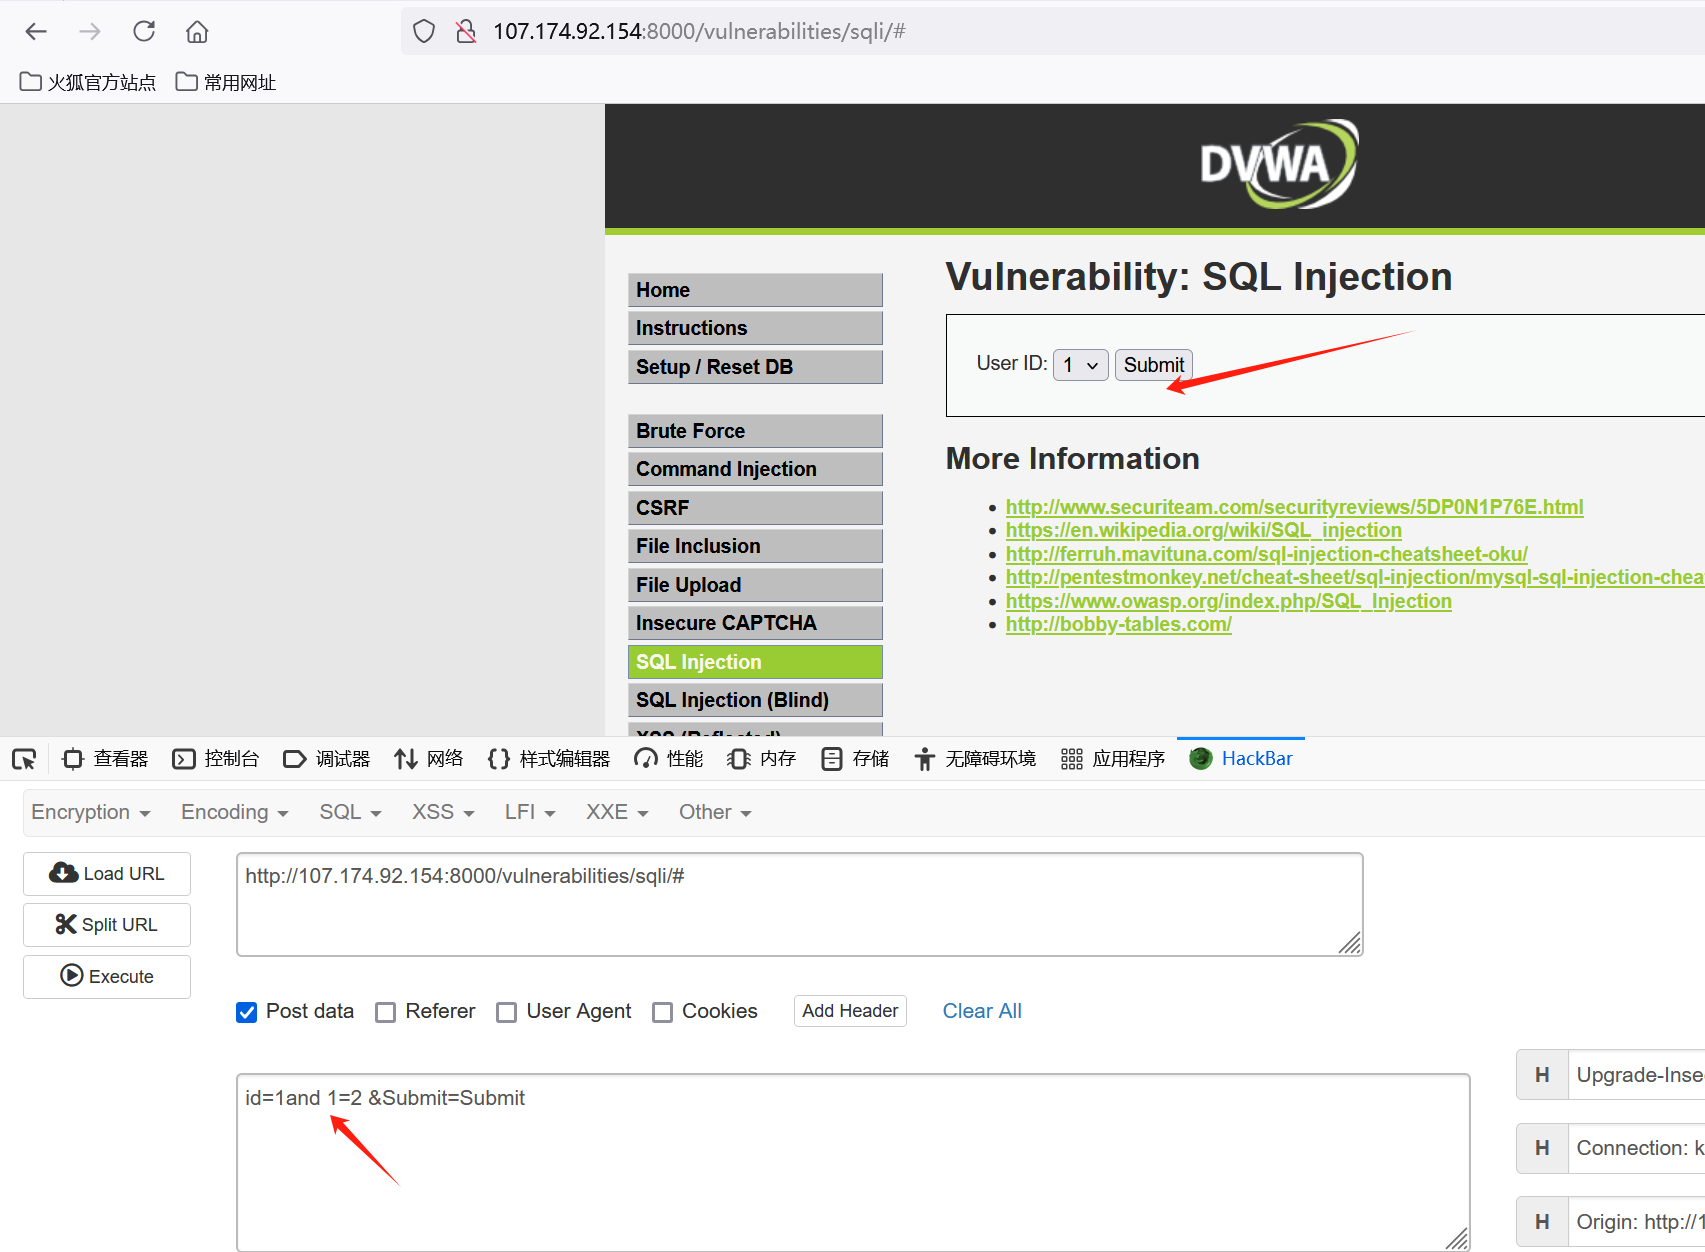 107.174.92.154:8000/vulnerabilities/sqli/#
火狐官方站点 常用网址
DVWA
Home
Instructions
Setup / Reset DB
Brute Force
Command Injection
CSRF
File Inclusion
File Upload
Insecure CAPTCHA
SQL Injection
SQL Injection (Blind)
XSS (Reflected)
Vulnerability: SQL Injection
User ID: 1 Submit
More Information
http://www.securiteam.com/securityreviews/5DP0N1P76E.html
https://en.wikipedia.org/wiki/SQL_injection
http://ferruh.mavituna.com/sql-injection-cheatsheet-oku/
http://pentestmonkey.net/cheat-sheet/sql-injection/mysql-sql-injection-chea
https://www.owasp.org/index.php/SQL_Injection
http://bobby-tables.com/
查看器 控制台 调试器 网络 样式编辑器 性能 内存 存储 无障碍环境 应用程序 HackBar
Encryption Encoding SQL XSS LFI XXE Other
Load URL
Split URL
Execute
http://107.174.92.154:8000/vulnerabilities/sqli/#
Post data Referer User Agent Cookies Add Header Clear All
id=1and 1=2 &Submit=Submit
H Upgrade-Inse
H Connection: k
H Origin: http://1